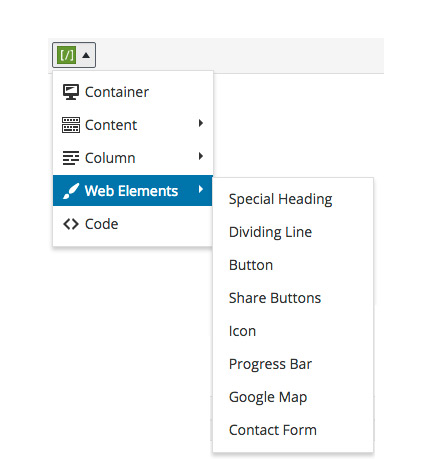 [/]
Container
Content
Column
Web Elements
Code
Special Heading
Dividing Line
Button
Share Buttons
Icon
Progress Bar
Google Map
Contact Form